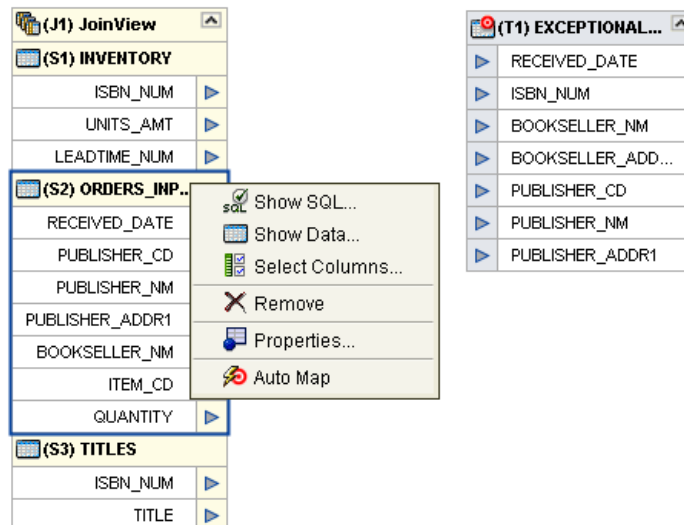 (J1) JoinView
(S1) INVENTORY
ISBN_NUM
UNITS_AMT
LEADTIME_NUM
(S2) ORDERS_INP..
RECEIVED_DATE
PUBLISHER_CD
PUBLISHER_NM
PUBLISHER_ADDR1
BOOKSELLER_NM
ITEM_CD
QUANTITY
(S3) TITLES
ISBN_NUM
TITLE
SQL Show SQL...
Show Data...
Select Columns...
Remove
Properties...
Auto Map
(T1) EXCEPTIONAL...
RECEIVED_DATE
ISBN_NUM
BOOKSELLER_NM
BOOKSELLER_ADD...
PUBLISHER_CD
PUBLISHER_NM
PUBLISHER_ADDR1